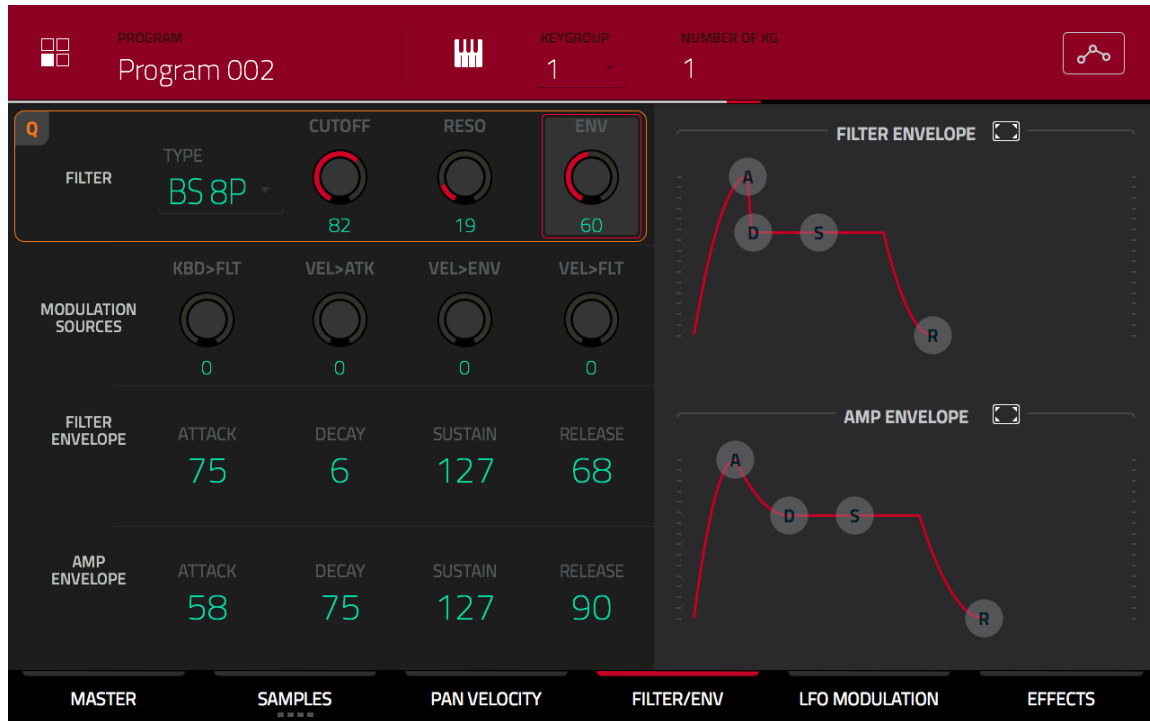 PROGRAM KEYGROUP NUMBER OF KG
Program 002 1 1
Q CUTOFF RESO ENV
FILTER TYPE
BS 8P
82 19 60
KBD>FLT VEL>ATK VEL>ENV VEL>FLT
MODULATION
SOURCES
0 0 0 0
FILTER
ENVELOPE
ATTACK DECAY SUSTAIN RELEASE
75 6 127 68
AMP
ENVELOPE
ATTACK DECAY SUSTAIN RELEASE
58 75 127 90
FILTER ENVELOPE
A
D S
R
AMP ENVELOPE
A
D S
R
MASTER SAMPLES PAN VELOCITY FILTER/ENV LFO MODULATION EFFECTS